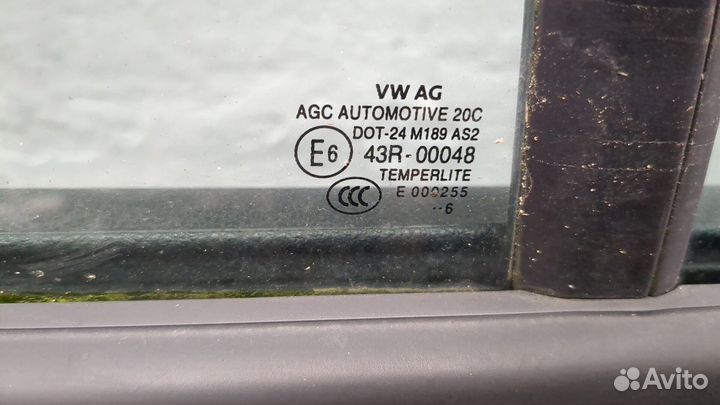 VW AG
AGC AUTOMOTIVE 20C
DOT-24 M189 AS2
E6 43R-00048
TEMPERLITE
CCC E 000255
··6
Avito